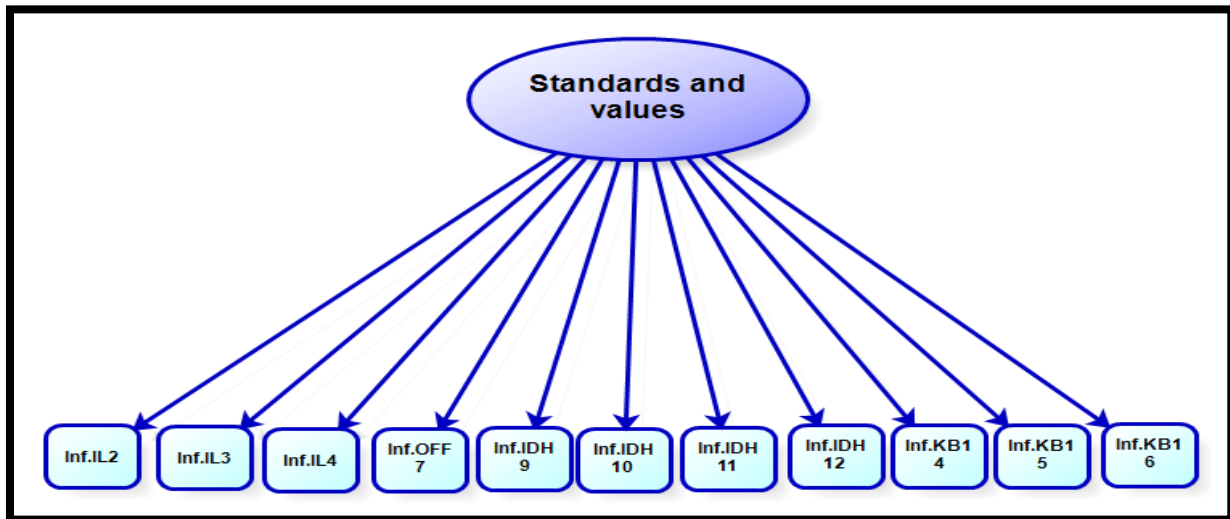 Standards and
values
Inf.IL2
Inf.IL3
Inf.IL4
Inf.OFF
7
Inf.IDH
9
Inf.IDH
10
Inf.IDH
11
Inf.IDH
12
Inf.KB1
4
Inf.KB1
5
Inf.KB1
6